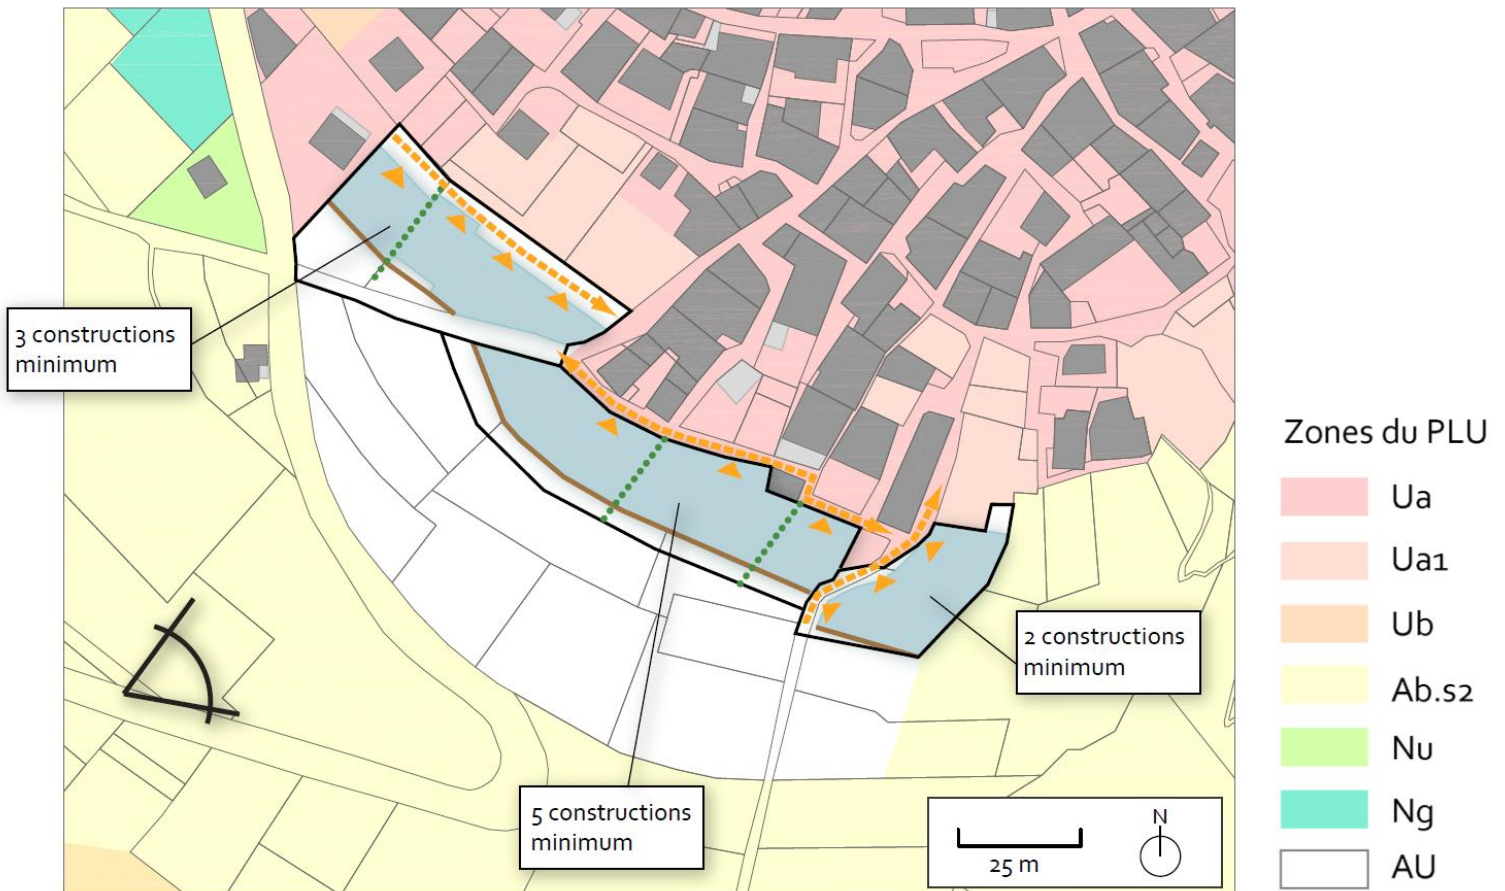 3 constructions
minimum
5 constructions
minimum
2 constructions
minimum
25 m
N
Zones du PLU
Ua
Ua1
Ub
Ab.s2
Nu
Ng
AU